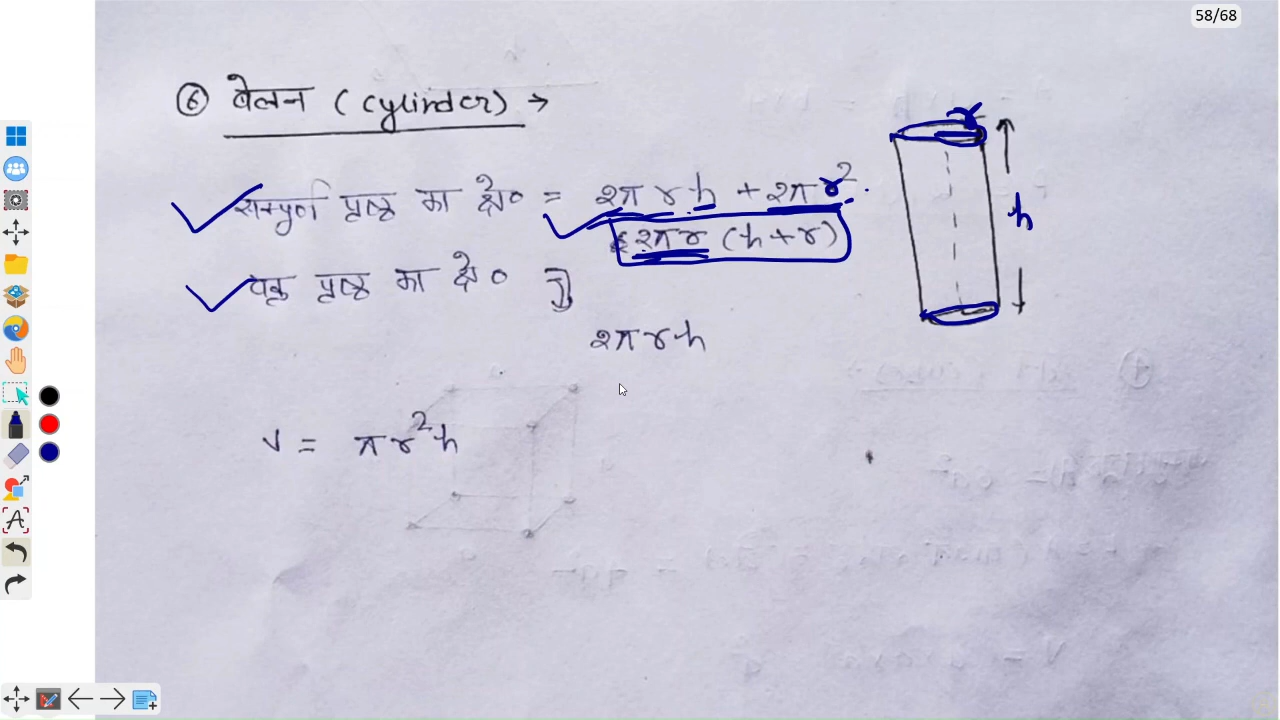 58/68
⑥ बेलन (cylinder) →
सम्पूर्ण पृष्ठ का क्षे० = 2πrh + 2πr².
2πr (h+r)
वक्र पृष्ठ का क्षे० =)
2πrh
V = πr²h
r
h